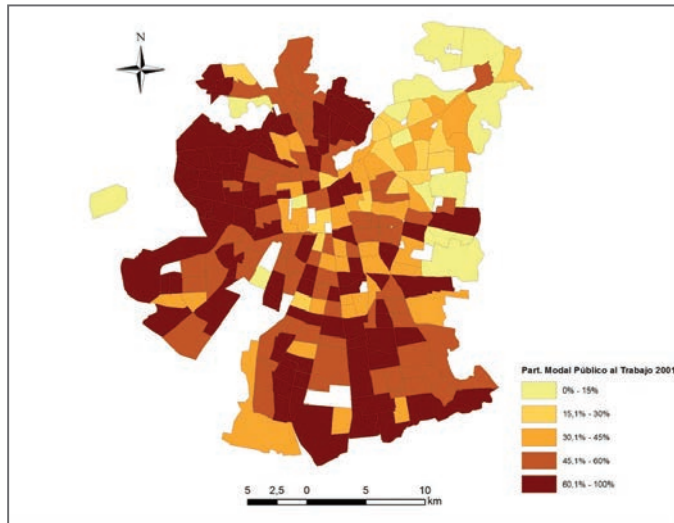 N
Part. Modal Público al Trabajo 2001
0% - 15%
15,1% - 30%
30,1% - 45%
45,1% - 60%
60,1% - 100%
5 2,5 0 5 10
km